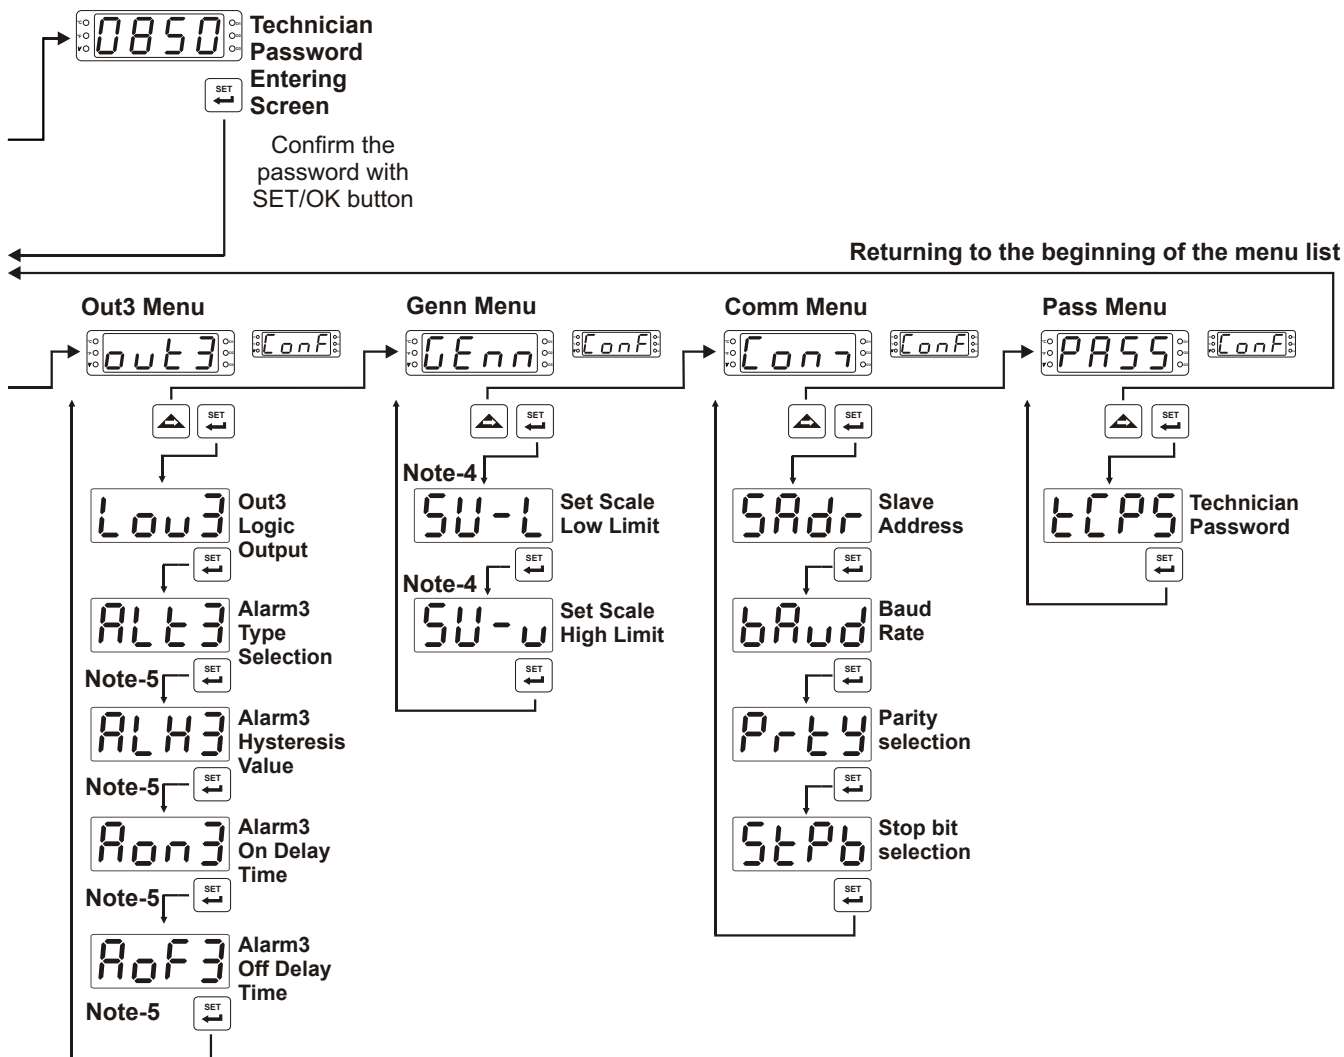 0850
Technician
Password
Entering
Screen
SET
Confirm the
password with
SET/OK button
Returning to the beginning of the menu list
Out3 Menu
out3
ConF
SET
Lou3
Out3
Logic
Output
SET
ALt3
Alarm3
Type
Selection
Note-5
SET
ALH3
Alarm3
Hysteresis
Value
Note-5
SET
Aon3
Alarm3
On Delay
Time
Note-5
SET
AoF3
Alarm3
Off Delay
Time
Note-5
SET
Genn Menu
GEnn
ConF
SET
Note-4
SU-L
Set Scale
Low Limit
SET
Note-4
SU-u
Set Scale
High Limit
SET
Comm Menu
Con¬
ConF
SET
SAdr
Slave
Address
SET
bAud
Baud
Rate
SET
PrtY
Parity
selection
SET
StPb
Stop bit
selection
SET
Pass Menu
PASS
ConF
SET
tCPS
Technician
Password
SET